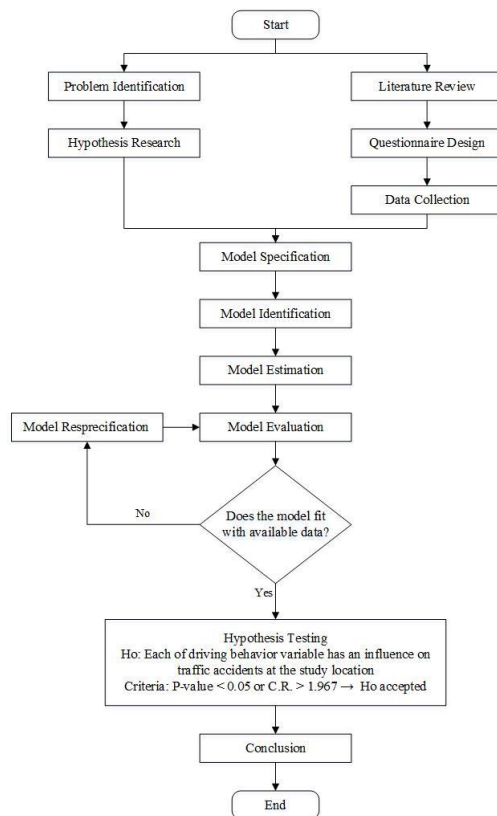 Start
Problem Identification
Literature Review
Hypothesis Research
Questionnaire Design
Data Collection
Model Specification
Model Identification
Model Estimation
Model Resprecification
Model Evaluation
No
Does the model fit
with available data?
Yes
Hypothesis Testing
Ho: Each of driving behavior variable has an influence on
traffic accidents at the study location
Criteria: P-value < 0.05 or C.R. > 1.967 → Ho accepted
Conclusion
End